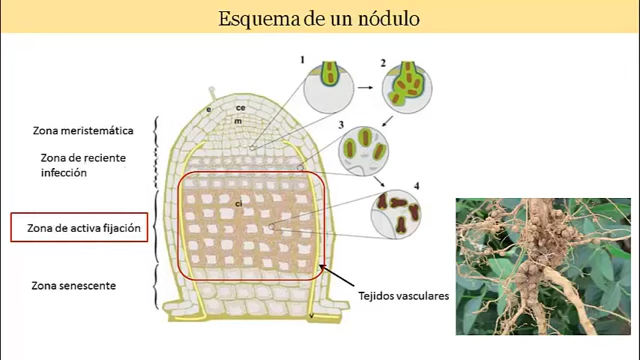 Esquema de un nódulo
1
2
e
ce
m
Zona meristemática
3
Zona de reciente
infección
4
ci
Zona de activa fijación
Zona senescente
Tejidos vasculares
v